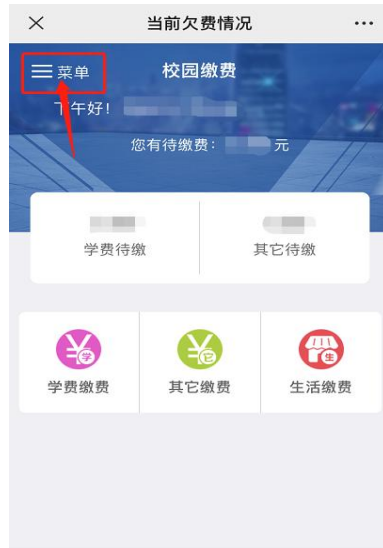 当前欠费情况
菜单 校园缴费
下午好！
您有待缴费： 元
学费待缴 其它待缴
学 它 生
学费缴费 其它缴费 生活缴费